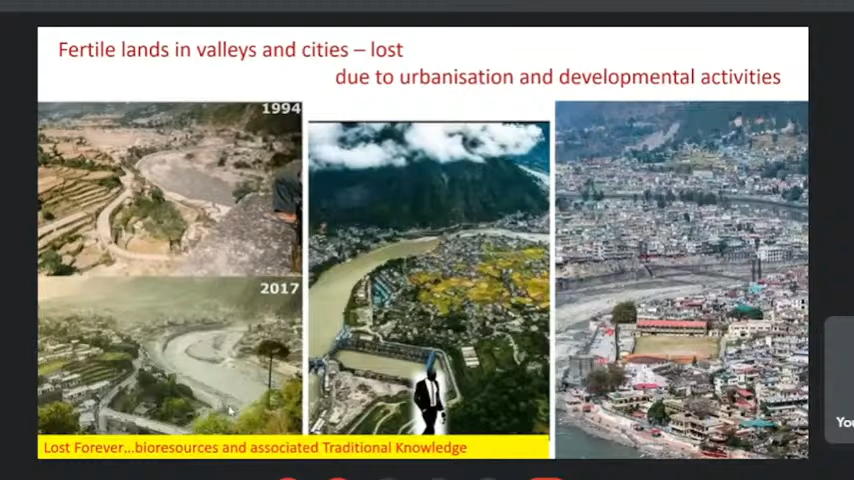 Fertile lands in valleys and cities – lost
due to urbanisation and developmental activities
1994
2017
Lost Forever...bioresources and associated Traditional Knowledge
You